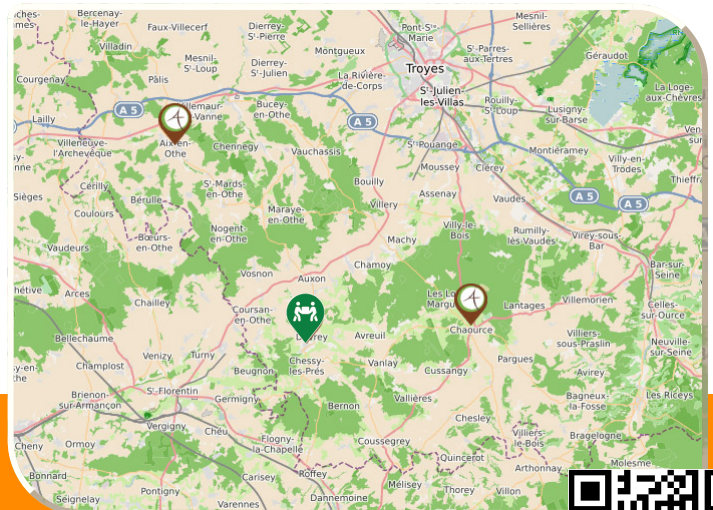 Bercenay-
le-Hayer
Faux-Villecerf
Dierrey-
St-Pierre
Pont-Ste-
Marie
Mesnil-
Sellières
Villadin
Mesnil-
St-Loup
Dierrey-
St-Julien
Montgueux
St-Parres-
aux-Tertres
Géraudot
Troyes
Courgenay
Pâlis
La Rivière-
de-Corps
St-Julien-
les-Villas
La Loge-
aux-Chèvres
Bucey-
en-Othe
Rouilly-
St-Loup
Lusigny-
sur-Barse
A 5
A 5
Lailly
Villeneuve-
l'Archevêque
Chennegy
Vauchassis
St-Pouange
Montiéramey
Moussey
Clérey
Villy-en-
Trodes
Cérilly
St-Mards-
en-Othe
Bouilly
Assenay
Vaudes
A 5
A 5
Sièges
Bérulle
Coulours
Maraye-
en-Othe
Villery
Villy-le-
Bois
Rumilly-
lès-Vaudes
Virey-sous-
Bar
Bœurs-
en-Othe
Nogent-
en-Othe
Machy
Vaudeurs
Vosnon
Auxon
Chamoy
Bar-sur-
Seine
Arces
Chailley
Coursan-
en-Othe
Lantages
Villemorien
Celles-
sur-Ource
Chaource
Bellechaume
Avreuil
Villiers-
sous-Praslin
Neuville-
sur-Seine
Venizy
Turny
Chessy-
les-Prés
Vanlay
Pargues
Champlost
Beugnon
Cussangy
Avirey
Brienon-
sur-Armançon
St-Florentin
Germigny
Bernon
Vallières
Bagneux-
la-Fosse
Les Riceys
Vergigny
Chéu
Chesley
Cheny
Ormoy
Flogny-
la-Chapelle
Coussegrey
Villiers-
le-Bois
Bragelogne
Quincerot
Bonnard
Carisey
Roffey
Arthonnay
Molesme
Seignelay
Pontigny
Varennes
Dannemoine
Mélisey
Thorey
Villon